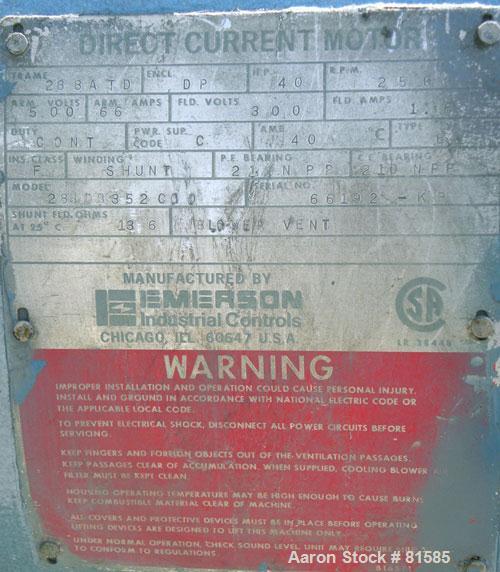 DIRECT CURRENT MOTOR
FRAME 288ATD ENCL DP H.P. 40 R.P.M.
ARM. VOLTS 500 ARM. AMPS 66 FLD. VOLTS 300 FLD. AMPS
DUTY CONT PWR. SUP. CODE C AMB. 40 °C TYPE
INS. CLASS F WINDING SHUNT P.E. BEARING BEARING
MODEL SERIAL NO.
SHUNT FLD. OHMS
AT 25° C 136 BLOWER VENT
MANUFACTURED BY
EMERSON
Industrial Controls
CHICAGO, ILL. 60647 U.S.A.
SA
WARNING
IMPROPER INSTALLATION AND OPERATION COULD CAUSE PERSONAL INJURY.
INSTALL AND GROUND IN ACCORDANCE WITH NATIONAL ELECTRIC CODE OR
THE APPLICABLE LOCAL CODE.
TO PREVENT ELECTRICAL SHOCK, DISCONNECT ALL POWER CIRCUITS BEFORE
SERVICING.
KEEP FINGERS AND FOREIGN OBJECTS OUT OF THE VENTILATION PASSAGES.
KEEP PASSAGES CLEAR OF ACCUMULATION. WHEN SUPPLIED, COOLING BLOWER AIR
FILTER MUST BE KEPT CLEAN.
HOUSING OPERATING TEMPERATURE MAY BE HIGH ENOUGH TO CAUSE BURNS
KEEP COMBUSTIBLE MATERIAL CLEAR OF MACHINE.
ALL COVERS AND PROTECTIVE DEVICES MUST BE IN PLACE BEFORE OPERATING
LIFTING DEVICES ARE DESIGNED TO LIFT THIS MACHINE ONLY
UNDER NORMAL OPERATION, CHECK SOUND LEVEL. UNIT MAY REQUIRE
TO CONFORM TO REGULATIONS.
Aaron Stock # 81585